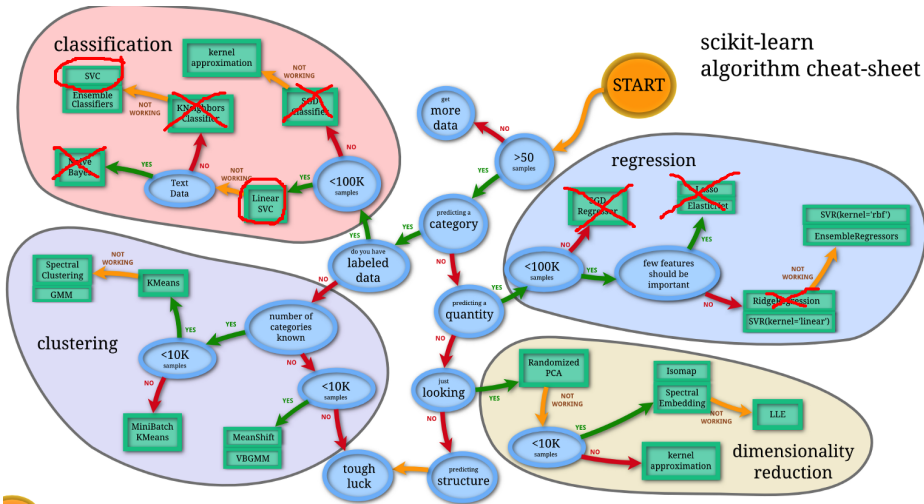 scikit-learn
algorithm cheat-sheet
START
get
more
data
NO
>50
samples
YES
predicting a
category
YES
NO
do you have
labeled
data
YES
NO
predicting a
quantity
YES
NO
just
looking
YES
NO
predicting
structure
tough
luck
classification
kernel
approximation
NOT
WORKING
SVC
Ensemble
Classifiers
NOT
WORKING
KNeighbors
Classifier
SGD
Classifier
NO
NO
Naive
Bayes
YES
Text
Data
NOT
WORKING
Linear
SVC
YES
<100K
samples
regression
SGD
Regressor
Lasso
ElasticNet
SVR(kernel='rbf')
EnsembleRegressors
NO
YES
NOT
WORKING
<100K
samples
YES
few features
should be
important
NO
RidgeRegression
SVR(kernel='linear')
clustering
Spectral
Clustering
GMM
NOT
WORKING
KMeans
YES
number of
categories
known
YES
<10K
samples
NO
NO
<10K
samples
YES
NO
MiniBatch
KMeans
MeanShift
VBGMM
dimensionality
reduction
Randomized
PCA
NOT
WORKING
Isomap
Spectral
Embedding
NOT
WORKING
LLE
<10K
samples
YES
NO
kernel
approximation